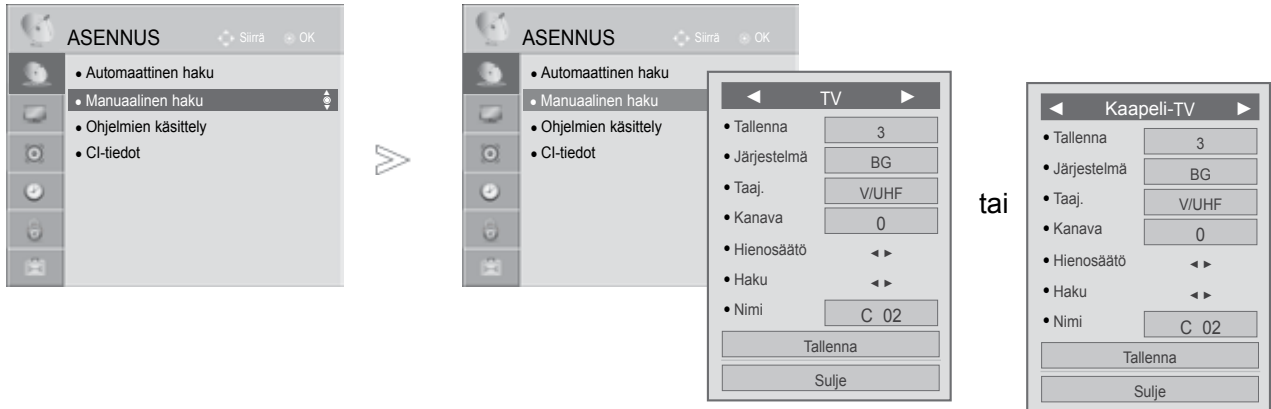 ASENNUS Siirrä OK
• Automaattinen haku
• Manuaalinen haku
• Ohjelmien käsittely
• CI-tiedot
ASENNUS Siirrä OK
• Automaattinen haku
• Manuaalinen haku
• Ohjelmien käsittely
• CI-tiedot
◄ TV ►
• Tallenna 3
• Järjestelmä BG
• Taaj. V/UHF
• Kanava 0
• Hienosäätö ◄ ►
• Haku ◄ ►
• Nimi C 02
Tallenna
Sulje
tai
◄ Kaapeli-TV ►
• Tallenna 3
• Järjestelmä BG
• Taaj. V/UHF
• Kanava 0
• Hienosäätö ◄ ►
• Haku ◄ ►
• Nimi C 02
Tallenna
Sulje